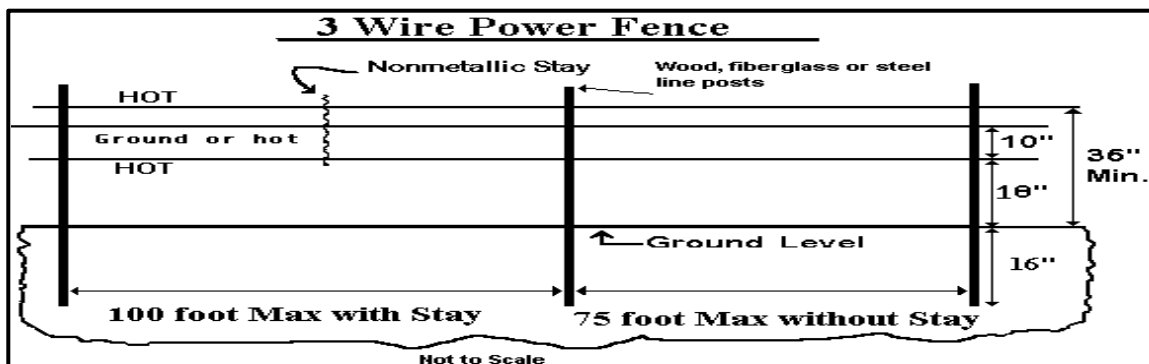 3 Wire Power Fence
Nonmetallic Stay
Wood, fiberglass or steel
line posts
HOT
Ground or hot
HOT
10"
36"
Min.
18"
Ground Level
16"
100 foot Max with Stay
75 foot Max without Stay
Not to Scale